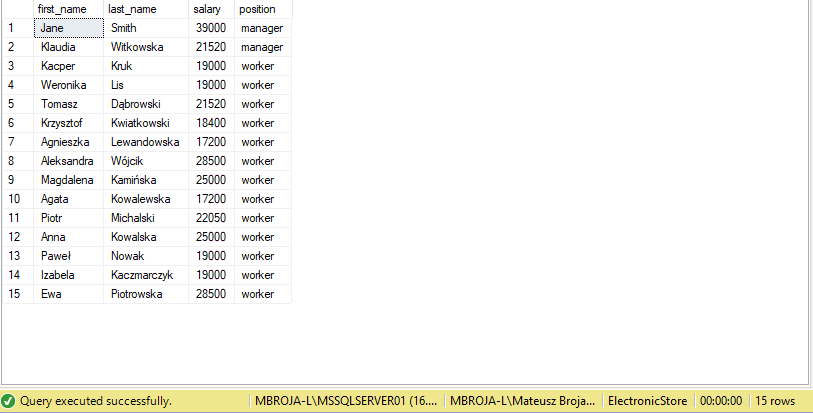 first_name last_name salary position
1 Jane Smith 39000 manager
2 Klaudia Witkowska 21520 manager
3 Kacper Kruk 19000 worker
4 Weronika Lis 19000 worker
5 Tomasz Dąbrowski 21520 worker
6 Krzysztof Kwiatkowski 18400 worker
7 Agnieszka Lewandowska 17200 worker
8 Aleksandra Wójcik 28500 worker
9 Magdalena Kamińska 25000 worker
10 Agata Kowalewska 17200 worker
11 Piotr Michalski 22050 worker
12 Anna Kowalska 25000 worker
13 Paweł Nowak 19000 worker
14 Izabela Kaczmarczyk 19000 worker
15 Ewa Piotrowska 28500 worker
Query executed successfully. MBROJA-L\MSSQLSERVER01 (16.... MBROJA-L\Mateusz Broja... ElectronicStore 00:00:00 15 rows